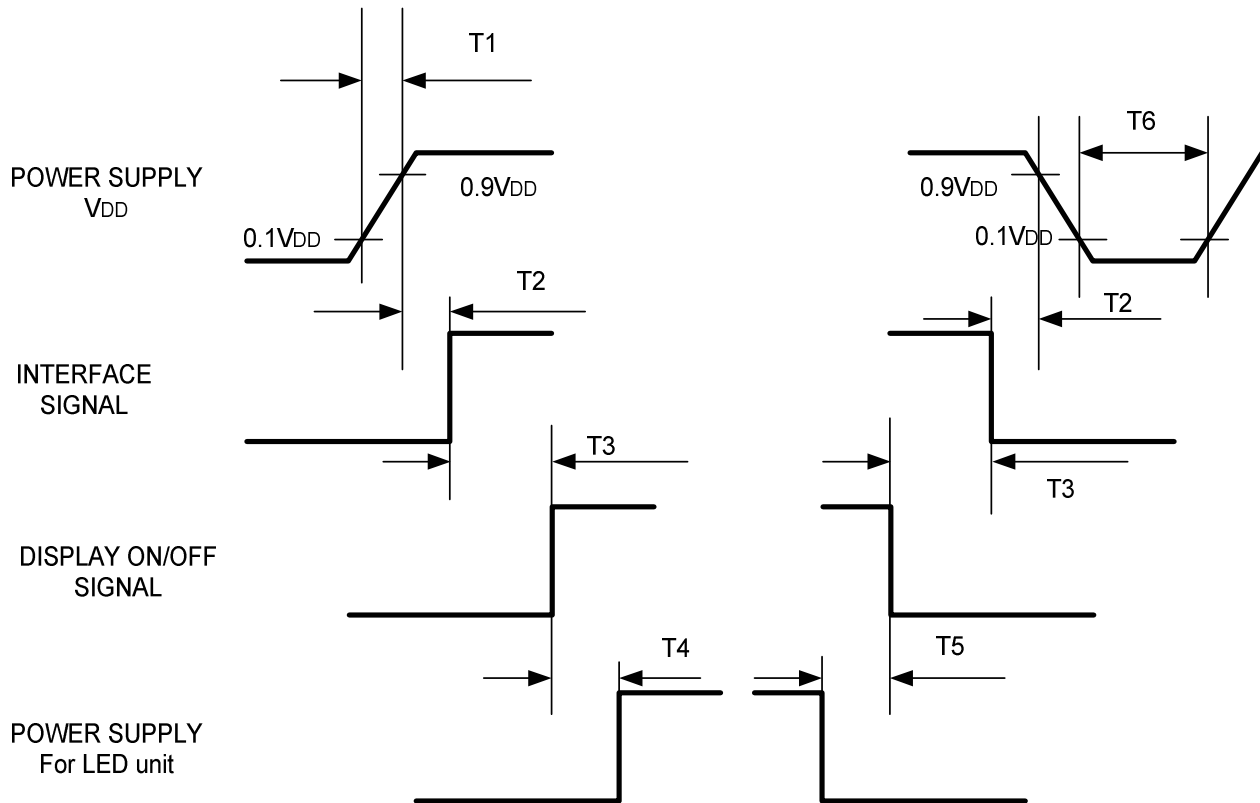 T1
T6
POWER SUPPLY
VDD
0.9VDD
0.9VDD
0.1VDD
0.1VDD
T2
T2
INTERFACE
SIGNAL
T3
T3
DISPLAY ON/OFF
SIGNAL
T4
T5
POWER SUPPLY
For LED unit